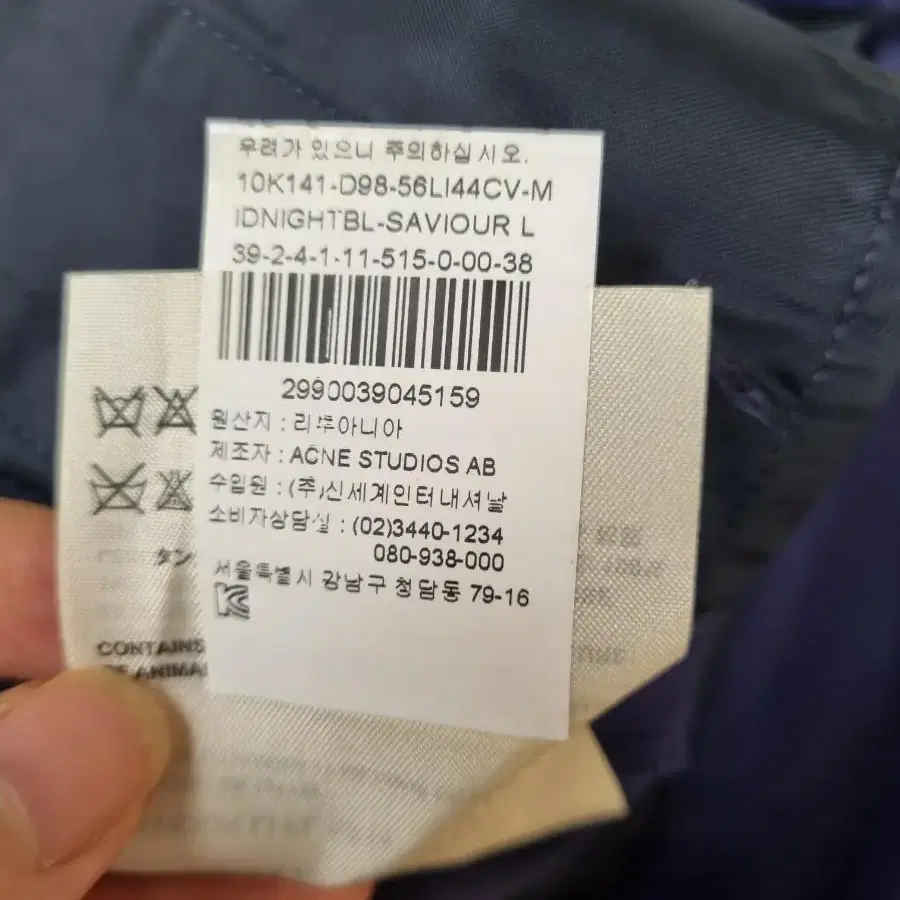 우려가 있으니 주의하십시오.
10K141-D98-56LI44CV-M
IDNIGHTBL-SAVIOUR L
39-2-4-1-11-515-0-00-38
2990039045159
원산지 : 리투아니아
제조자 : ACNE STUDIOS AB
수입원 : (주)신세계인터내셔날
소비자상담실 : (02)3440-1234
080-938-000
서울특별시 강남구 청담동 79-16
タン
CONTAINS
OF ANIMAL